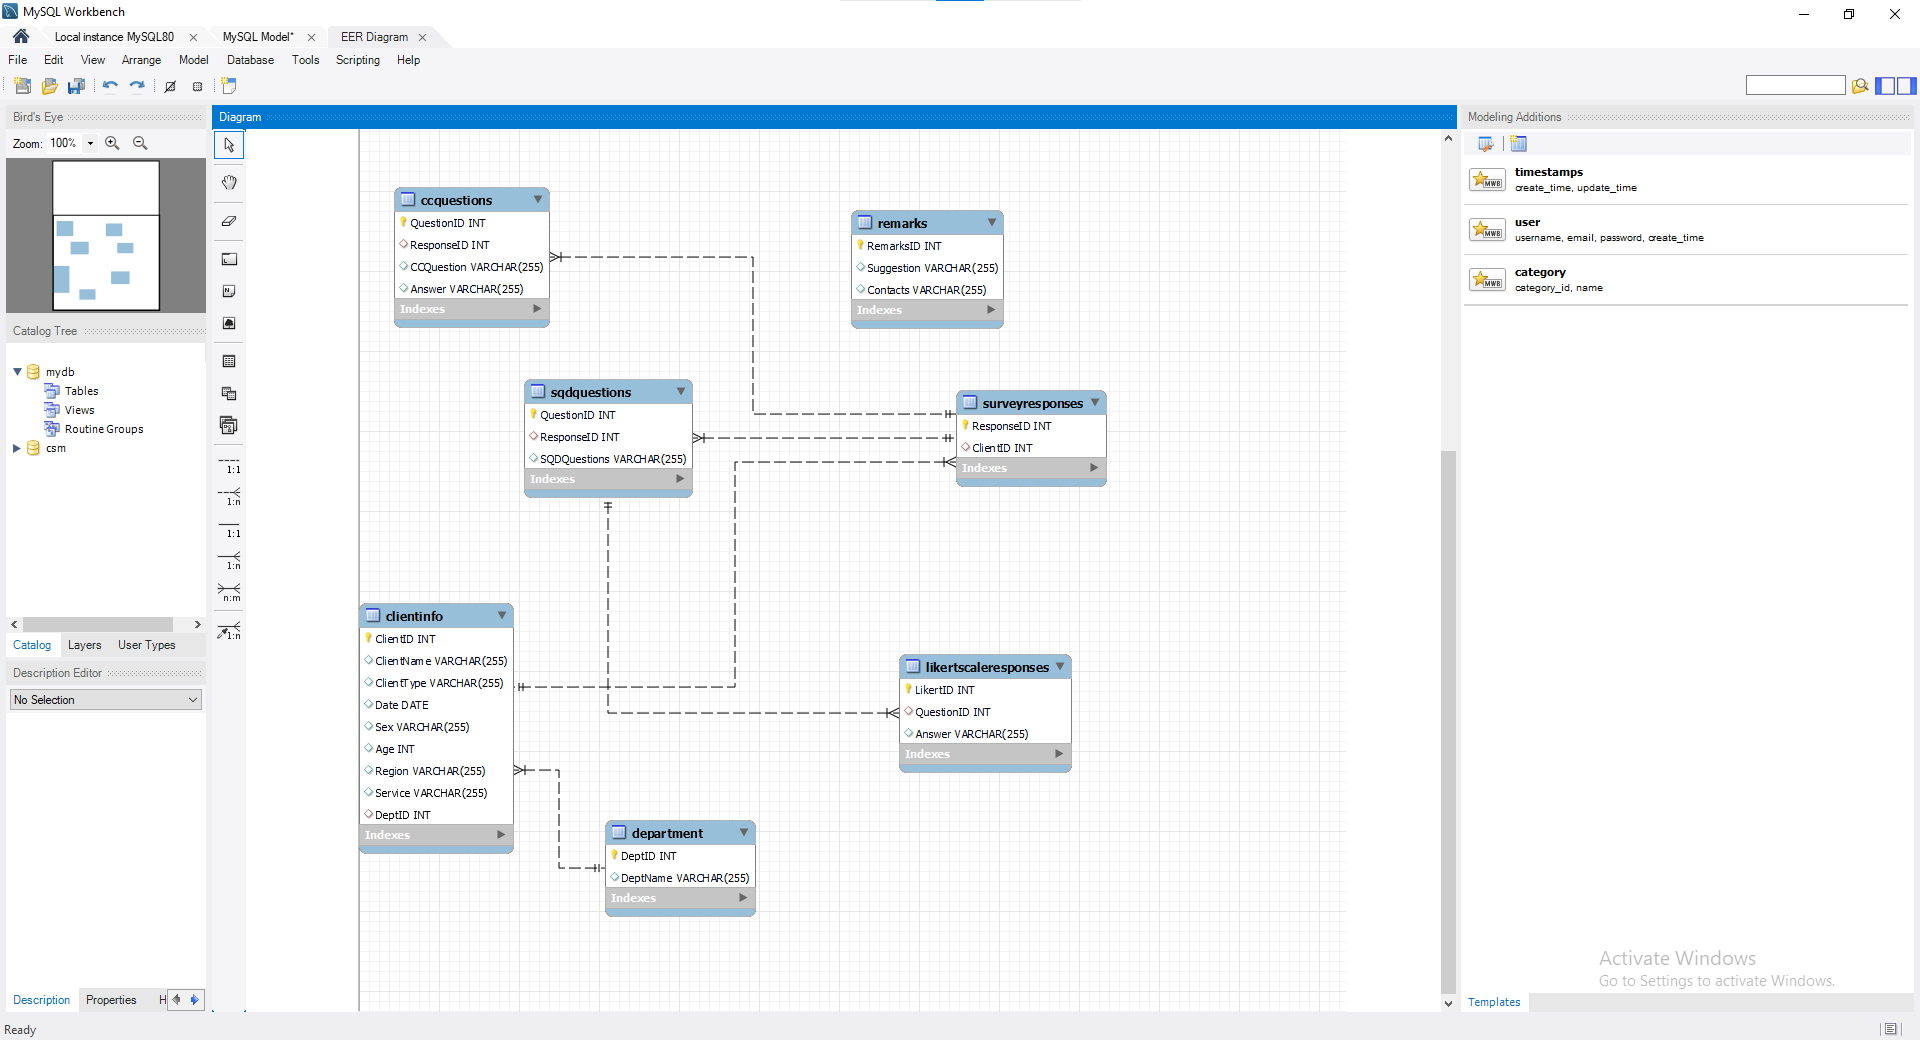 MySQL Workbench
Local instance MySQL80
MySQL Model*
EER Diagram
File Edit View Arrange Model Database Tools Scripting Help
Bird's Eye
Zoom: 100%
Catalog Tree
mydb
Tables
Views
Routine Groups
csm
Catalog Layers User Types
Description Editor
No Selection
Description Properties H
Ready
Diagram
1:1
1:n
1:1
1:n
n:m
1:n
ccquestions
QuestionID INT
ResponseID INT
CCQuestion VARCHAR(255)
Answer VARCHAR(255)
Indexes
remarks
RemarksID INT
Suggestion VARCHAR(255)
Contacts VARCHAR(255)
Indexes
sqdquestions
QuestionID INT
ResponseID INT
SQDQuestions VARCHAR(255)
Indexes
surveyresponses
ResponseID INT
ClientID INT
Indexes
clientinfo
ClientID INT
ClientName VARCHAR(255)
ClientType VARCHAR(255)
Date DATE
Sex VARCHAR(255)
Age INT
Region VARCHAR(255)
Service VARCHAR(255)
DeptID INT
Indexes
likertscaleresponses
LikertID INT
QuestionID INT
Answer VARCHAR(255)
Indexes
department
DeptID INT
DeptName VARCHAR(255)
Indexes
Modeling Additions
MWB
timestamps
create_time, update_time
MWB
user
username, email, password, create_time
MWB
category
category_id, name
Activate Windows
Go to Settings to activate Windows.
Templates